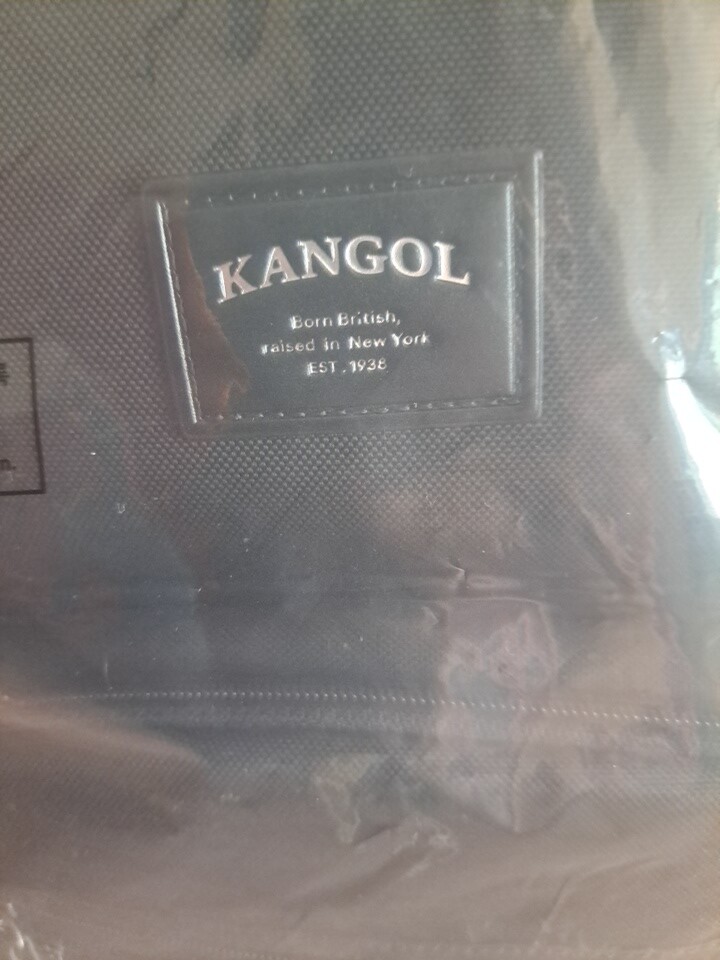 KANGOL
Born British,
raised in New York
EST. 1938